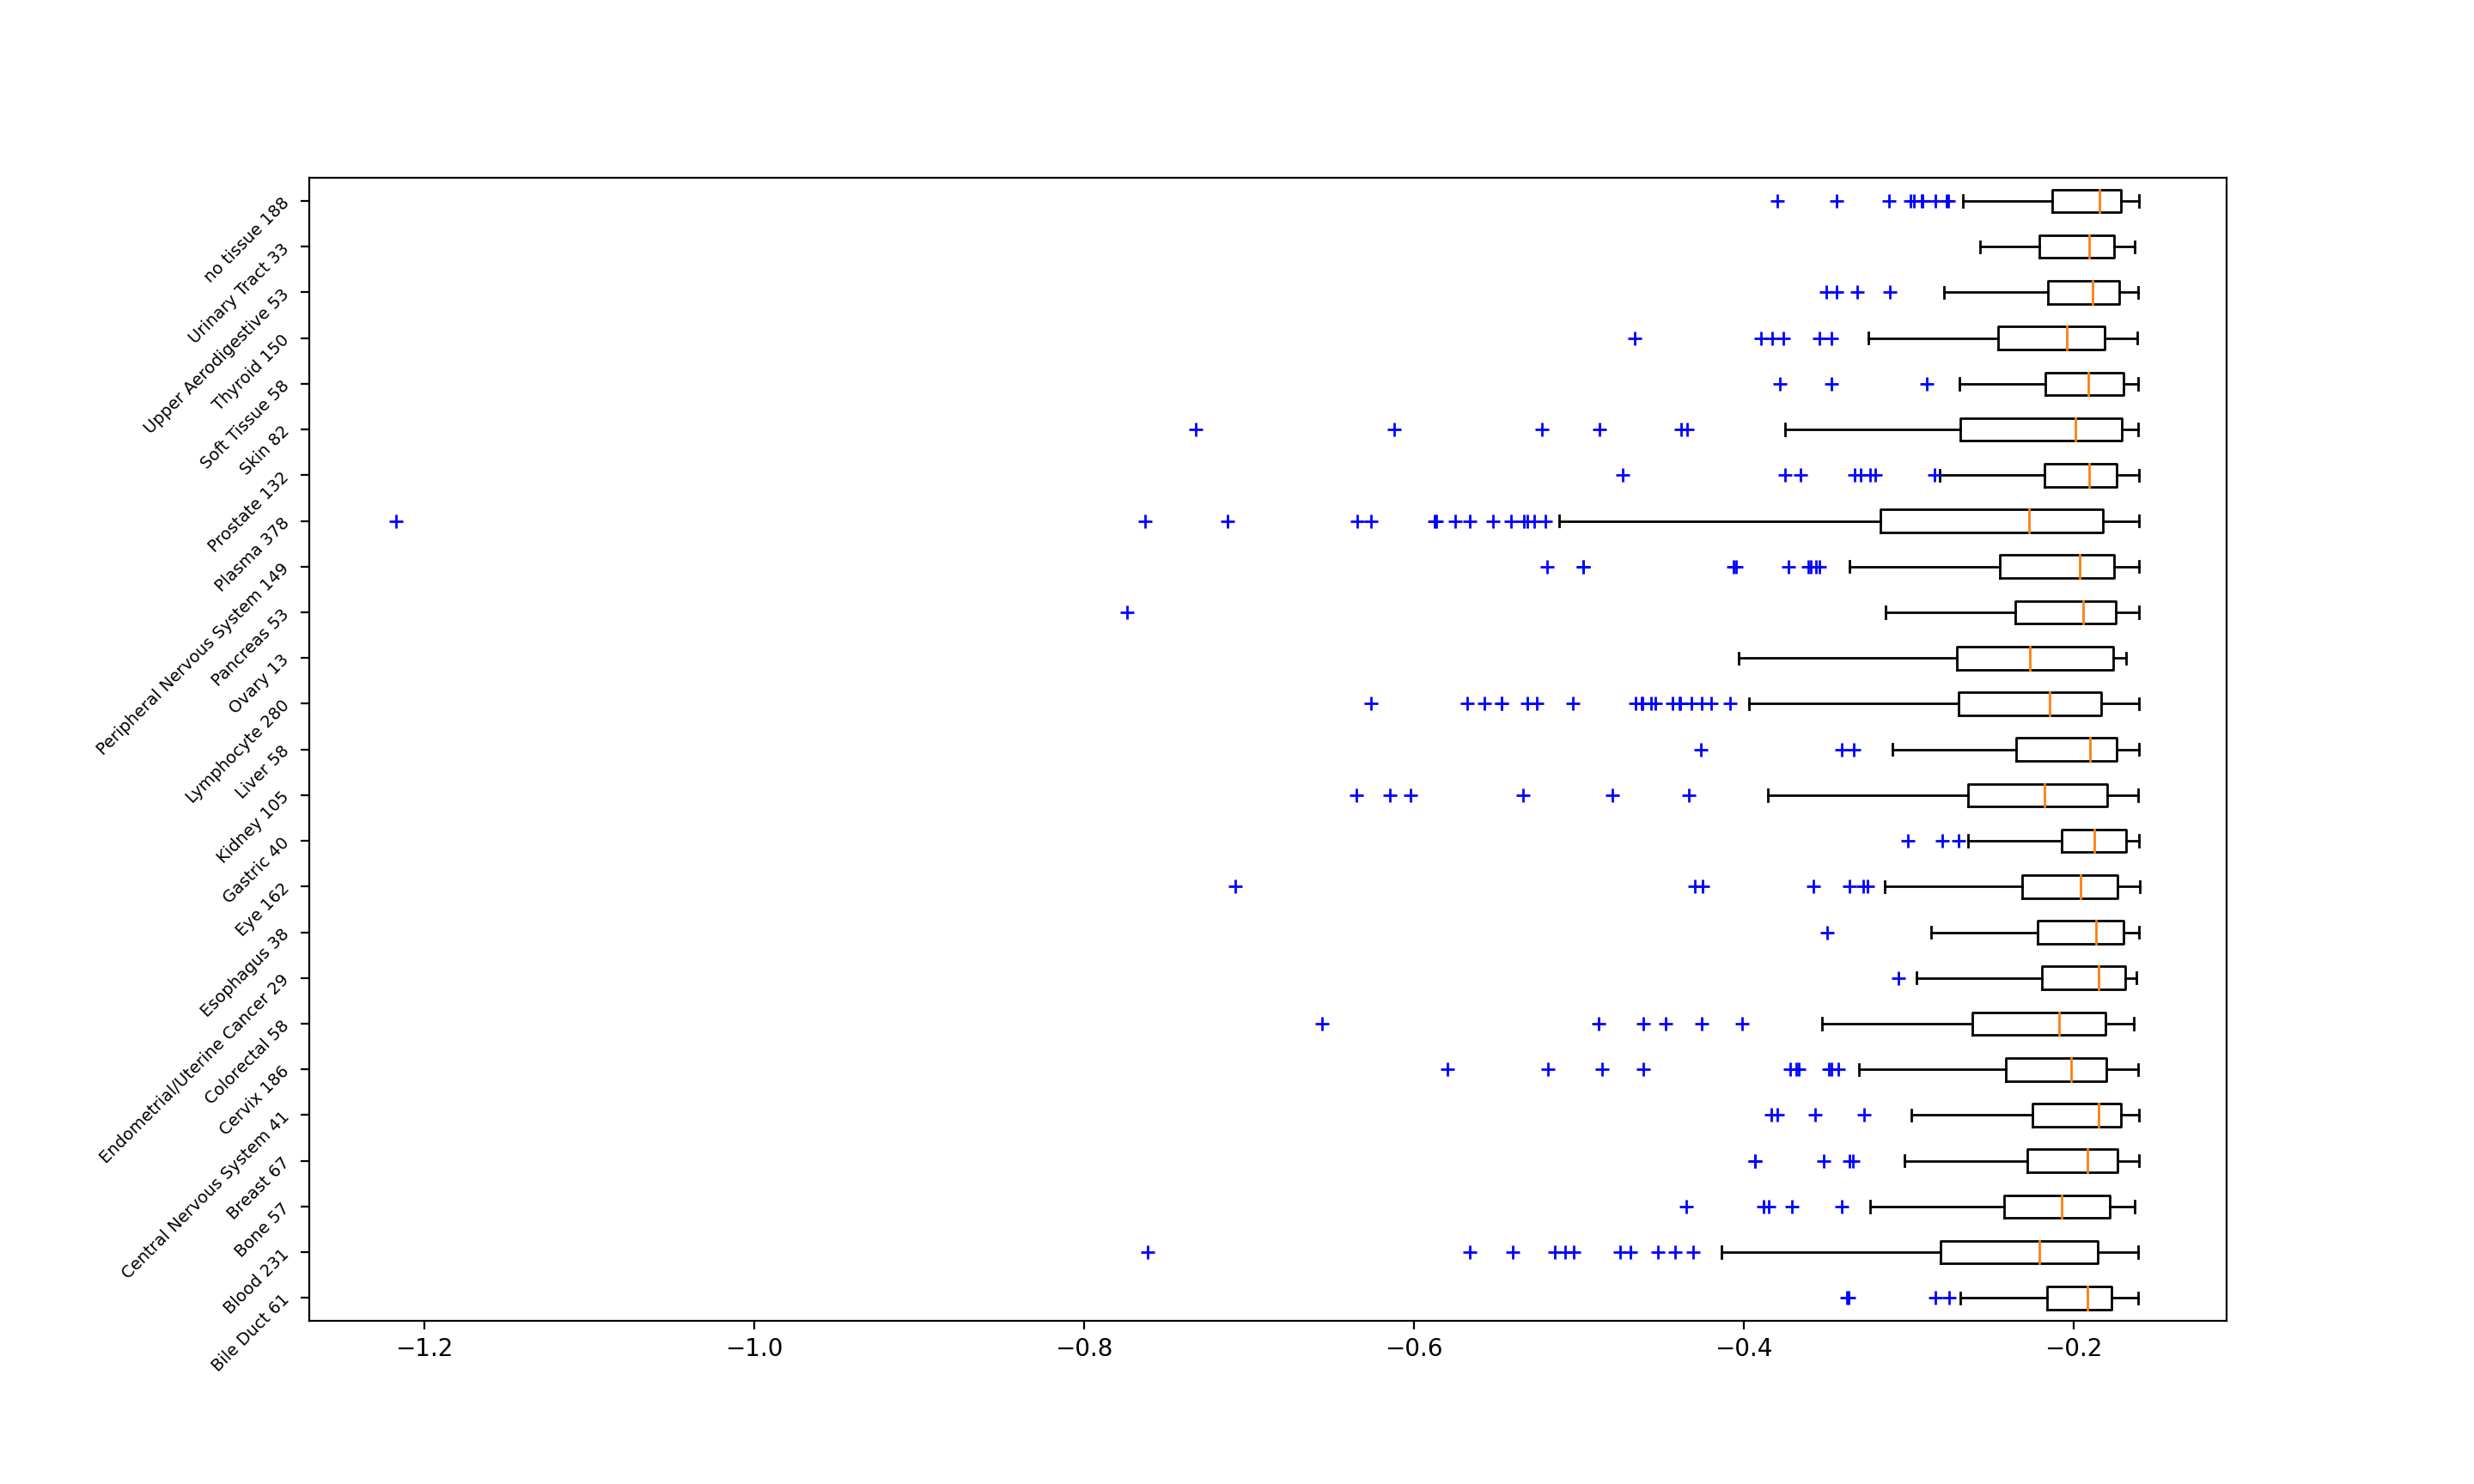 no tissue 188
Urinary Tract 33
Upper Aerodigestive 53
Thyroid 150
Soft Tissue 58
Skin 82
Prostate 132
Plasma 378
Peripheral Nervous System 149
Pancreas 53
Ovary 13
Lymphocyte 280
Liver 58
Kidney 105
Gastric 40
Eye 162
Esophagus 38
Endometrial/Uterine Cancer 29
Colorectal 58
Cervix 186
Central Nervous System 41
Breast 67
Bone 57
Blood 231
Bile Duct 61
−1.2 −1.0 −0.8 −0.6 −0.4 −0.2